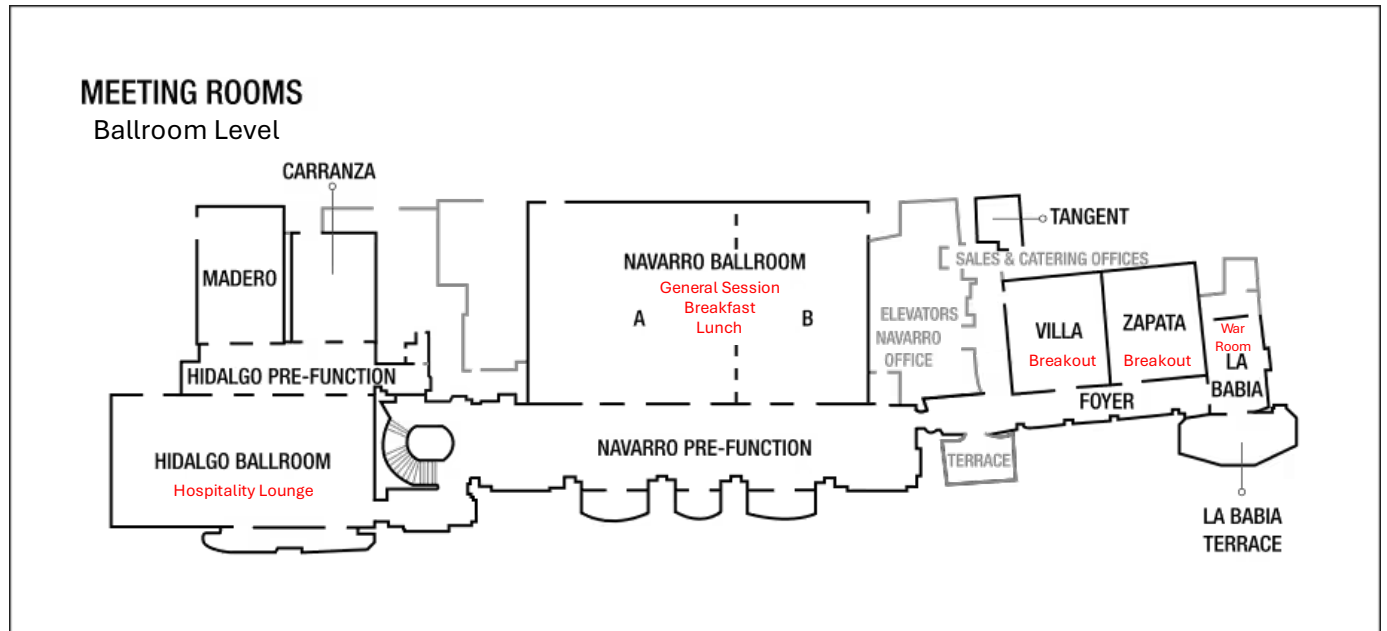 MEETING ROOMS
Ballroom Level
CARRANZA
MADERO
HIDALGO PRE-FUNCTION
HIDALGO BALLROOM
Hospitality Lounge
NAVARRO BALLROOM
General Session
Breakfast
Lunch
A
B
NAVARRO PRE-FUNCTION
ELEVATORS
NAVARRO
OFFICE
TANGENT
SALES & CATERING OFFICES
VILLA
Breakout
ZAPATA
Breakout
War
Room
LA
BABIA
FOYER
TERRACE
LA BABIA
TERRACE